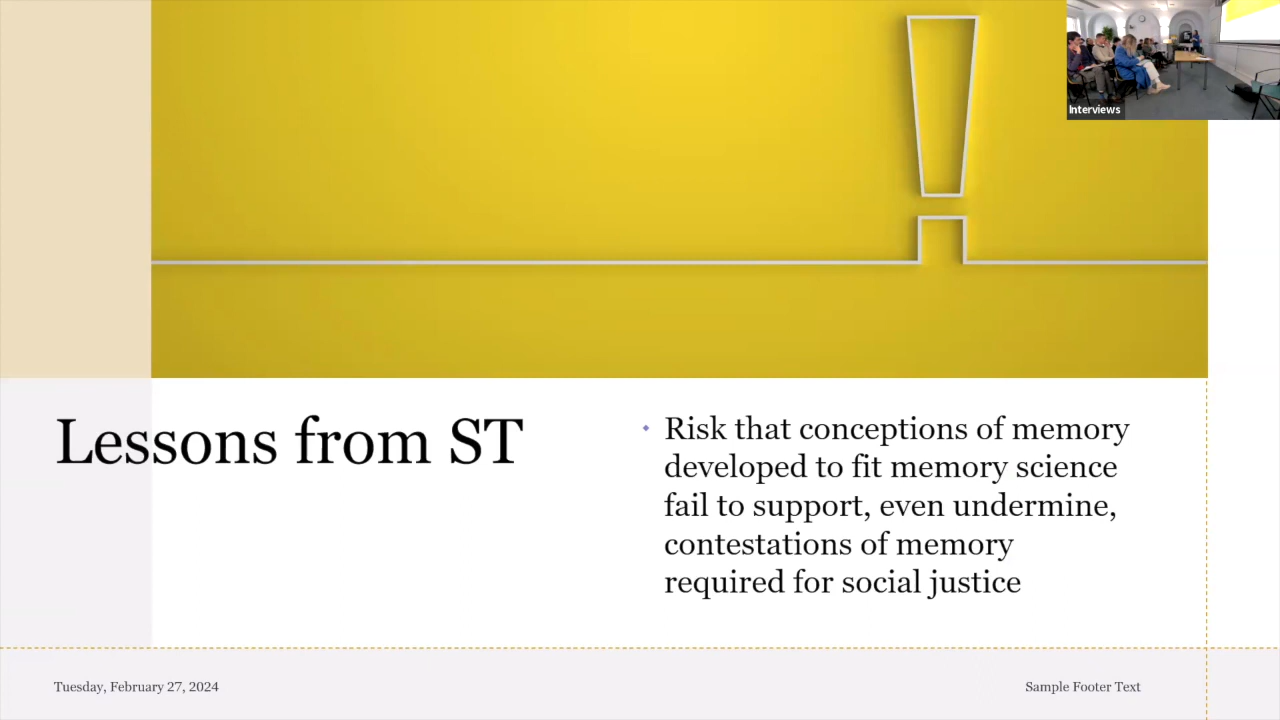 Interviews
Lessons from ST
Risk that conceptions of memory
developed to fit memory science
fail to support, even undermine,
contestations of memory
required for social justice
Tuesday, February 27, 2024
Sample Footer Text